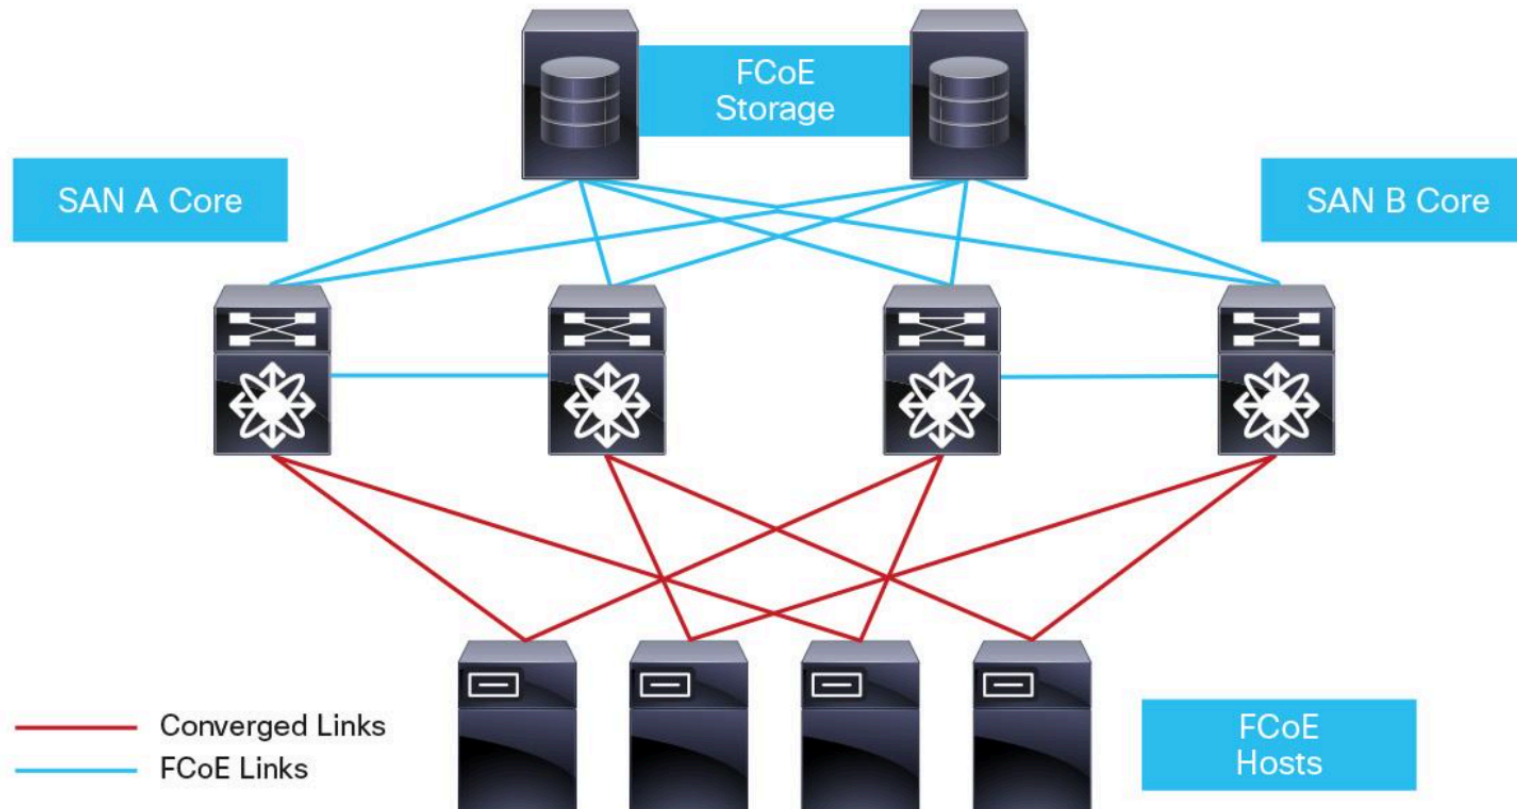 FCoE
Storage
SAN A Core
SAN B Core
Converged Links
FCoE Links
FCoE
Hosts